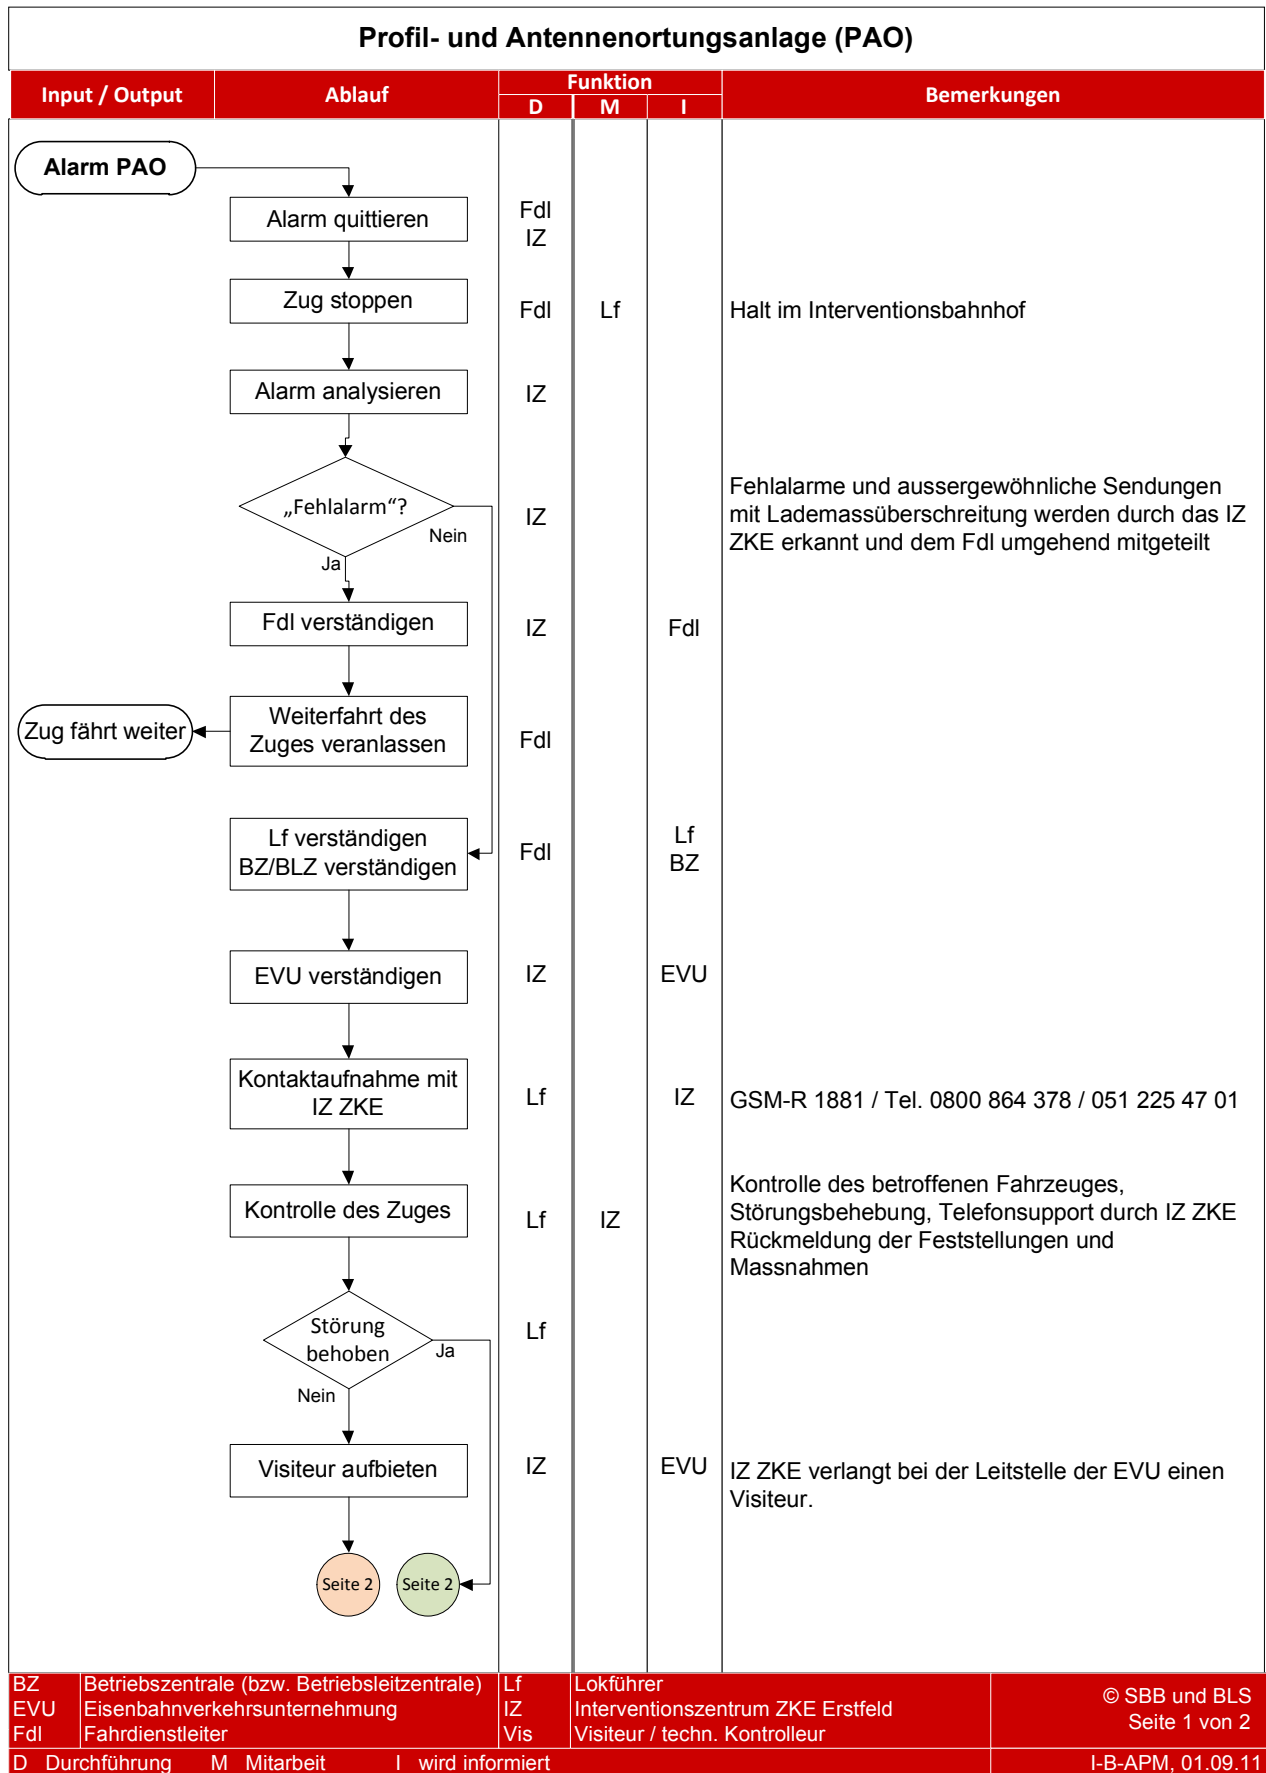 Profil- und Antennenortungsanlage (PAO)
Input / Output
Ablauf
Funktion
D
M
I
Bemerkungen
Alarm PAO
Alarm quittieren
Fdl
IZ
Zug stoppen
Fdl
Lf
Halt im Interventionsbahnhof
Alarm analysieren
IZ
„Fehlalarm“?
Nein
Ja
IZ
Fehlalarme und aussergewöhnliche Sendungen
mit Lademassüberschreitung werden durch das IZ
ZKE erkannt und dem Fdl umgehend mitgeteilt
Fdl verständigen
IZ
Fdl
Zug fährt weiter
Weiterfahrt des
Zuges veranlassen
Fdl
Lf verständigen
BZ/BLZ verständigen
Fdl
Lf
BZ
EVU verständigen
IZ
EVU
Kontaktaufnahme mit
IZ ZKE
Lf
IZ
GSM-R 1881 / Tel. 0800 864 378 / 051 225 47 01
Kontrolle des Zuges
Lf
IZ
Kontrolle des betroffenen Fahrzeuges,
Störungsbehebung, Telefonsupport durch IZ ZKE
Rückmeldung der Feststellungen und
Massnahmen
Störung
behoben
Ja
Nein
Lf
Visiteur aufbieten
IZ
EVU
IZ ZKE verlangt bei der Leitstelle der EVU einen
Visiteur.
Seite 2
Seite 2
BZ Betriebszentrale (bzw. Betriebsleitzentrale)
EVU Eisenbahnverkehrsunternehmung
Fdl Fahrdienstleiter
Lf Lokführer
IZ Interventionszentrum ZKE Erstfeld
Vis Visiteur / techn. Kontrolleur
© SBB und BLS
Seite 1 von 2
D Durchführung M Mitarbeit I wird informiert
I-B-APM, 01.09.11